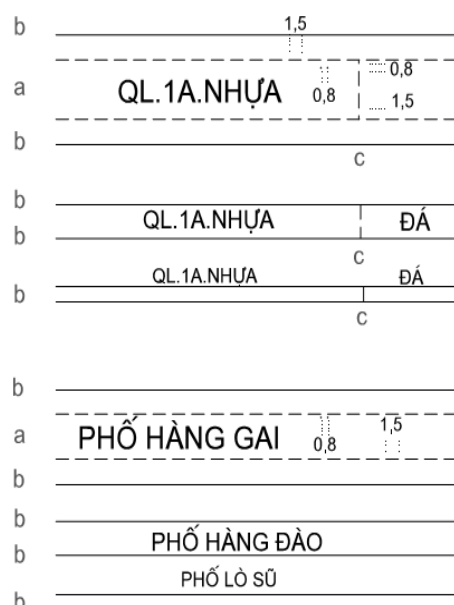 b
1,5
a
QL.1A.NHỰA
0,8
0,8
1,5
b
c
b
QL.1A.NHỰA
ĐÁ
b
c
QL.1A.NHỰA
ĐÁ
b
c
b
a
PHỐ HÀNG GAI
0,8
1,5
b
b
PHỐ HÀNG ĐÀO
b
PHỐ LÒ SŨ
b